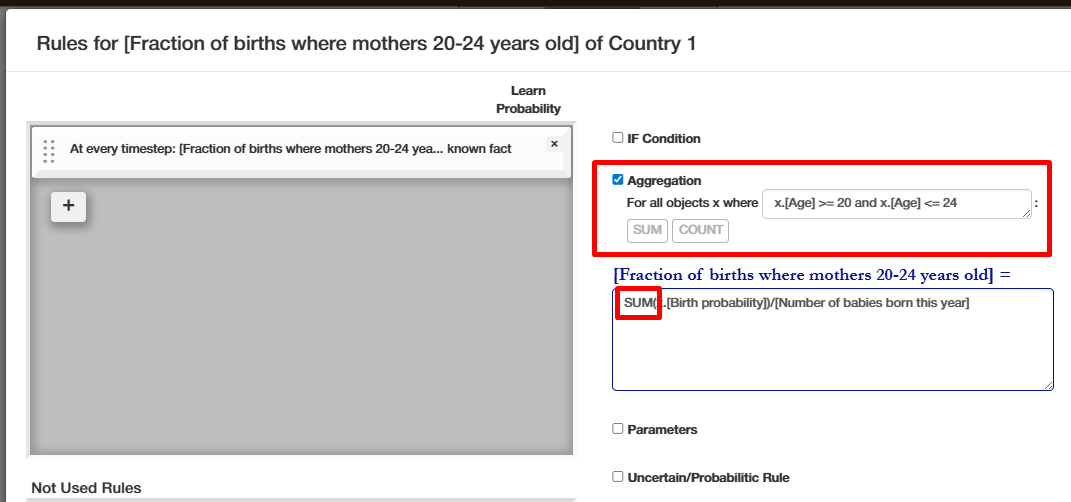 Rules for [Fraction of births where mothers 20-24 years old] of Country 1
Learn
Probability
At every timestep: [Fraction of births where mothers 20-24 yea... known fact
×
+
Not Used Rules
IF Condition
Aggregation
For all objects x where x.[Age] >= 20 and x.[Age] <= 24 :
SUM COUNT
[Fraction of births where mothers 20-24 years old] =
SUM(x.[Birth probability])/[Number of babies born this year]
Parameters
Uncertain/Probabilitic Rule